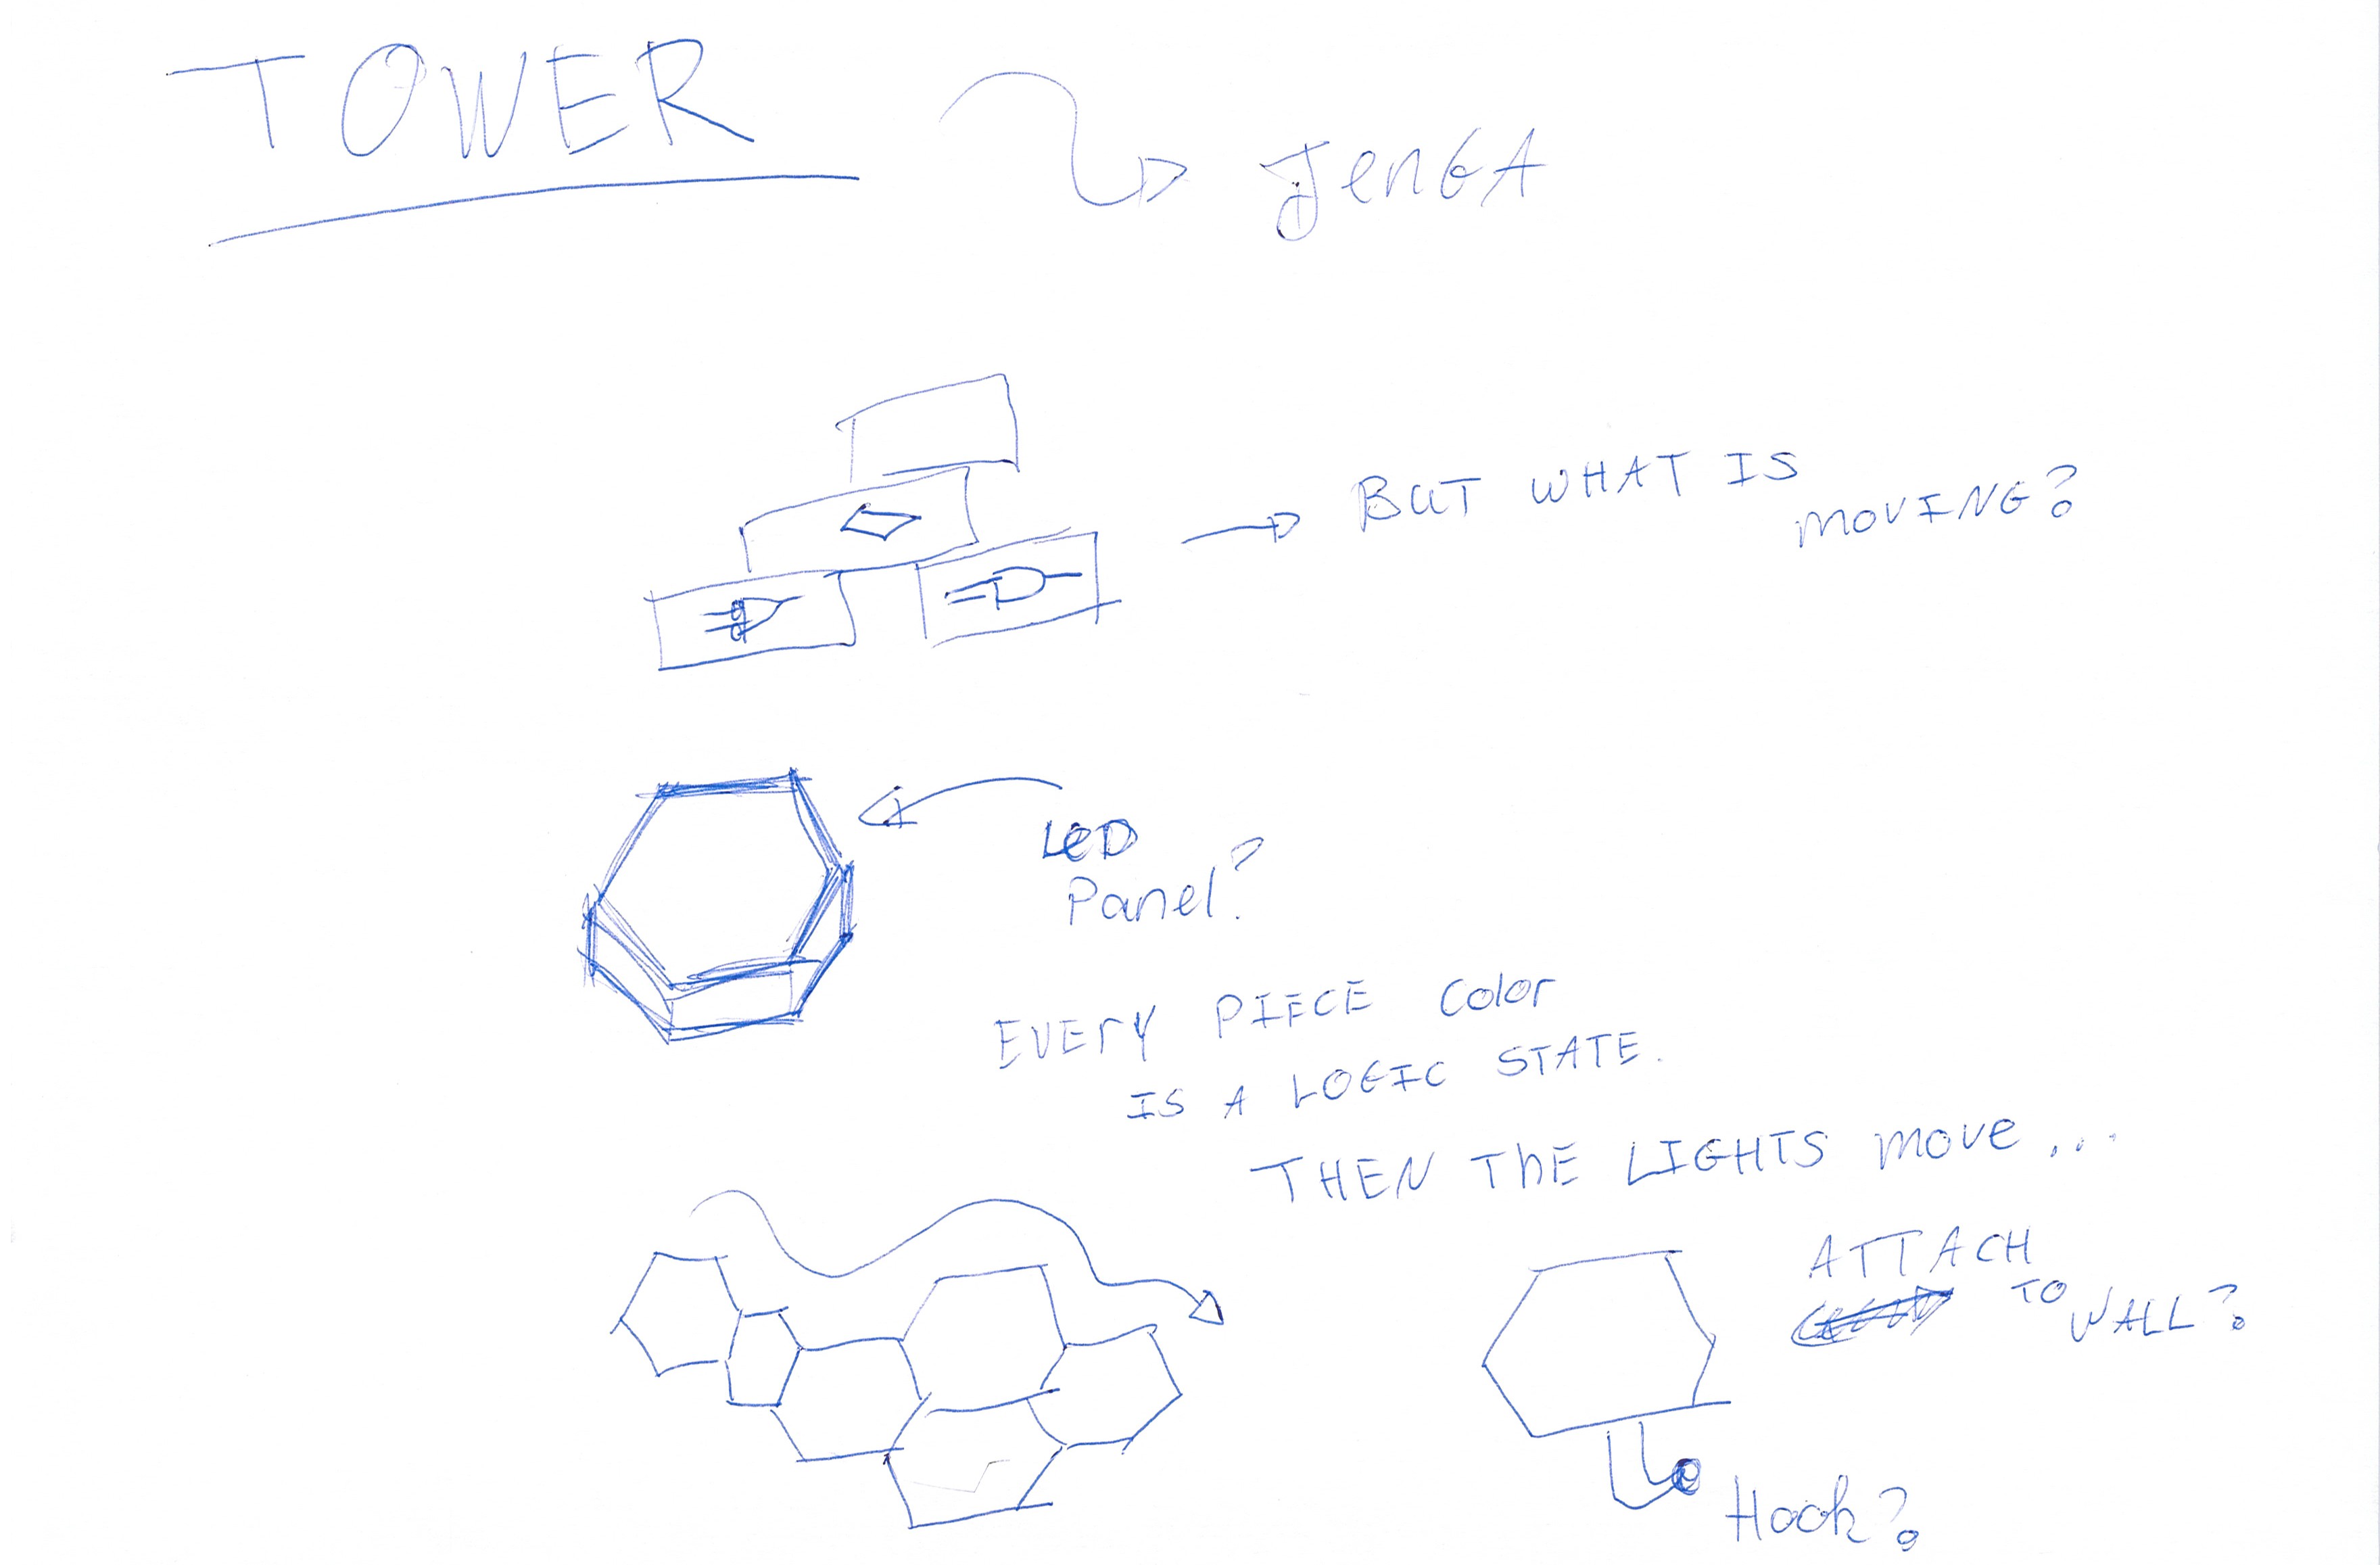 TOWER
JenGA
BUT WHAT IS
MOVING?
LeD
Panel?
EVErY PIECE Color
IS A LOGIC STATE.
THEN ThE LIGHTS move...
ATTACH
TO WALL?
Hook?